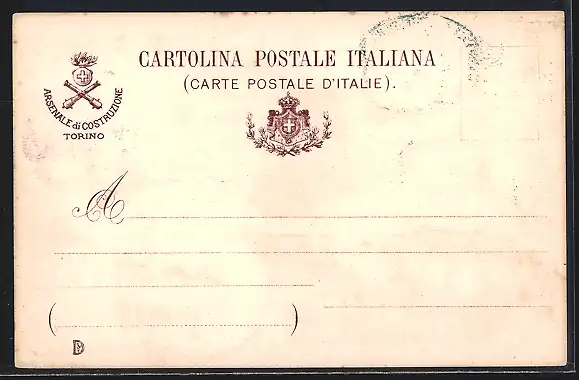 CARTOLINA POSTALE ITALIANA
(CARTE POSTALE D'ITALIE).
ARSENALE di COSTRUZIONE
TORINO
A
( )
D